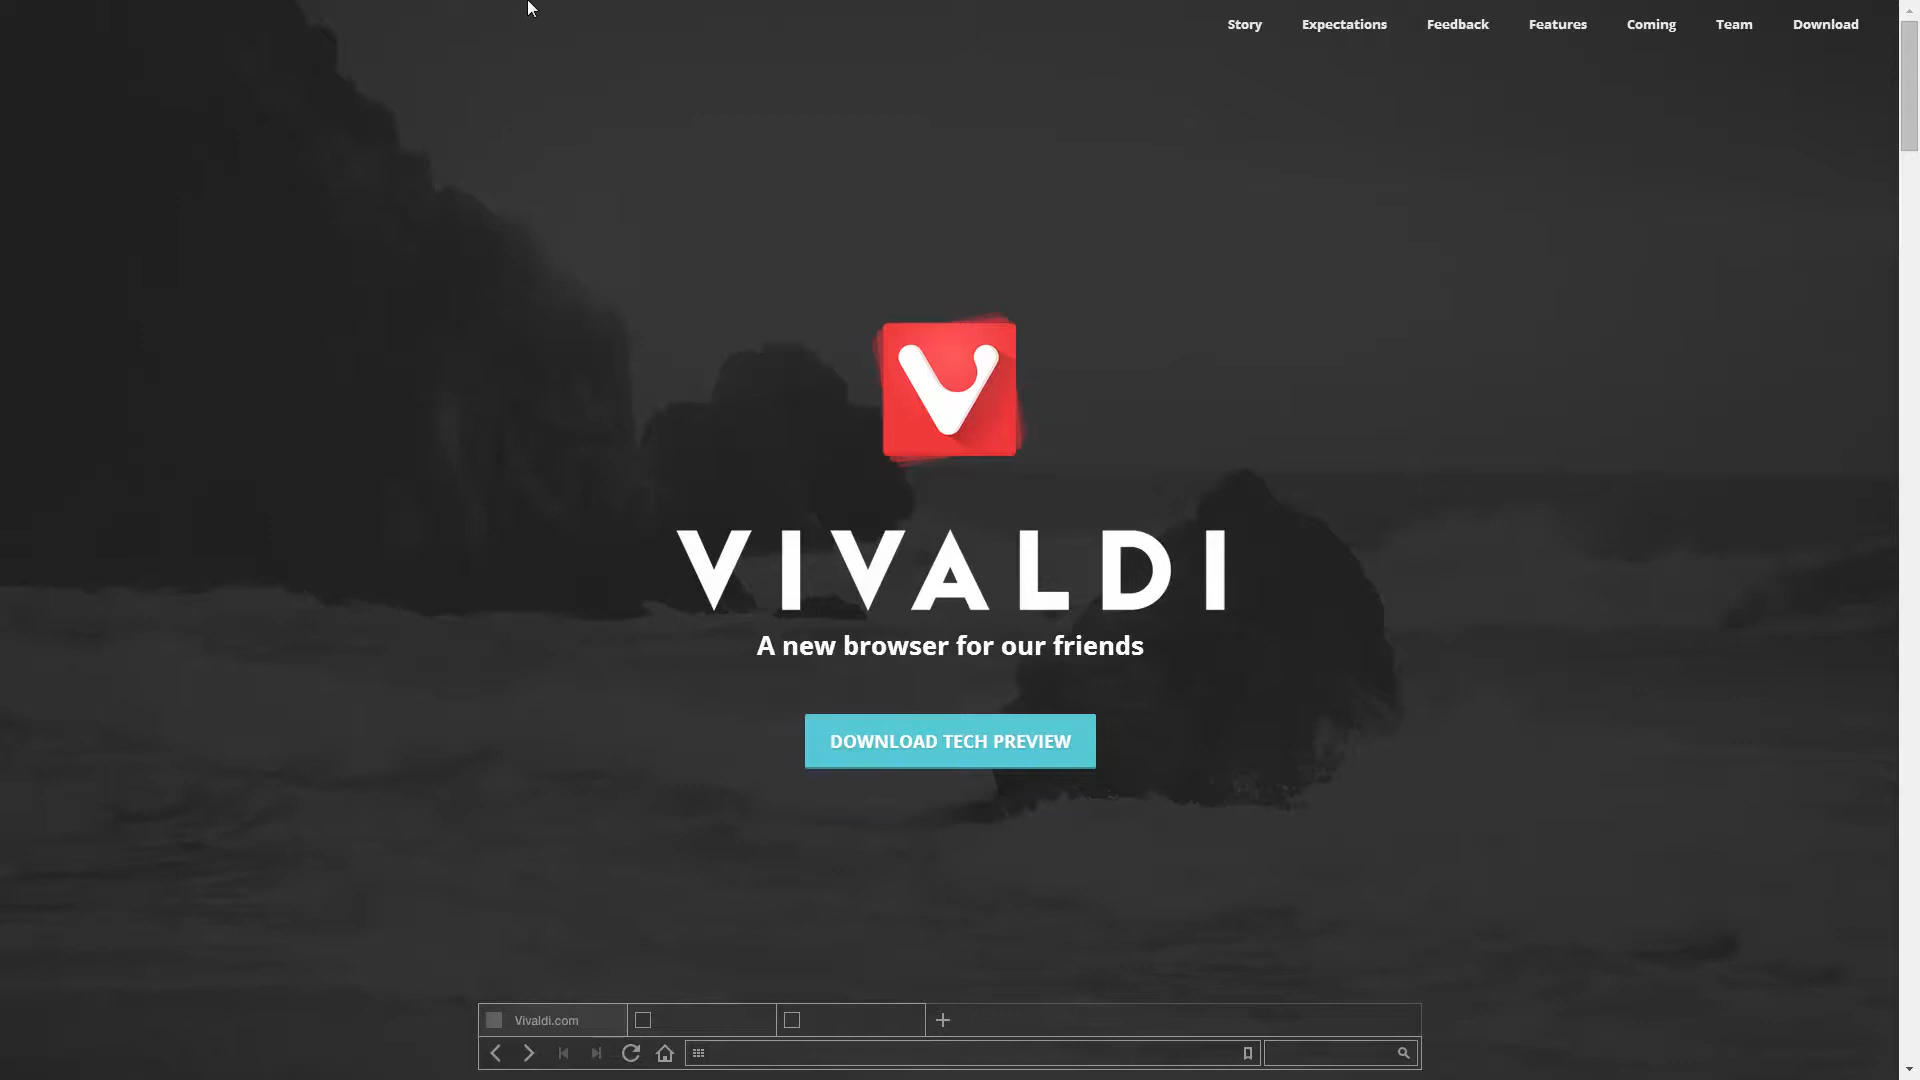 Story Expectations Feedback Features Coming Team Download
VIVALDI
A new browser for our friends
DOWNLOAD TECH PREVIEW
Vivaldi.com